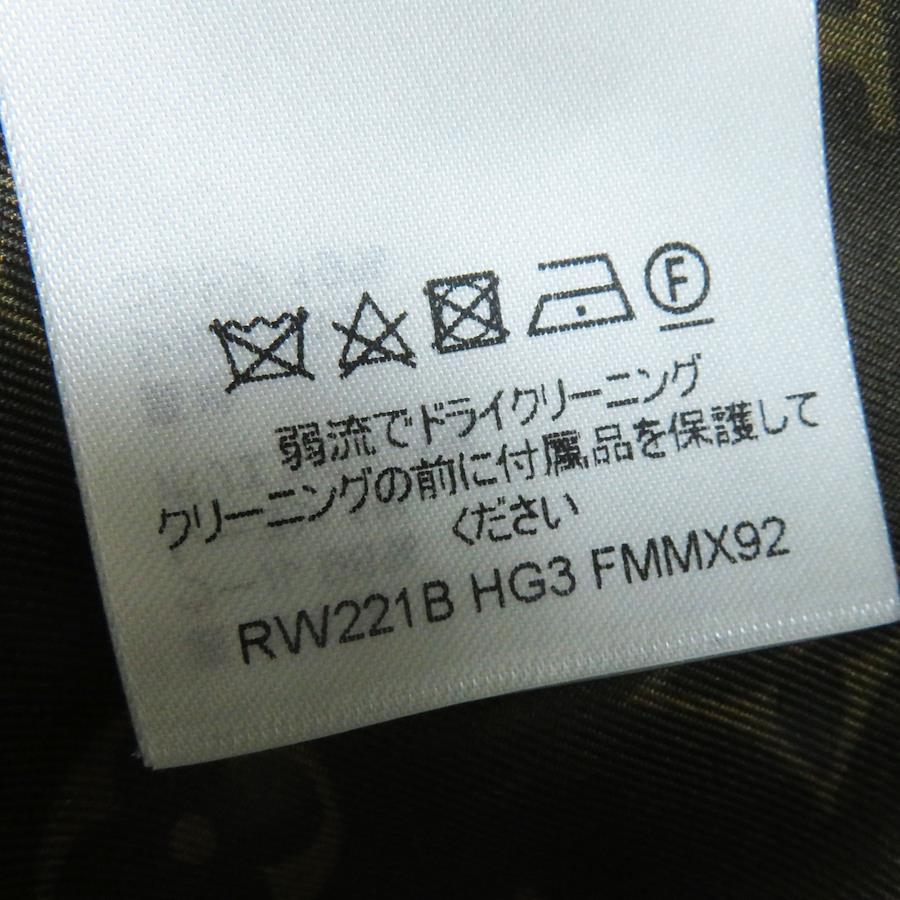 F
弱流でドライクリーニング
クリーニングの前に付属品を保護して
ください
RW221B HG3 FMMX92